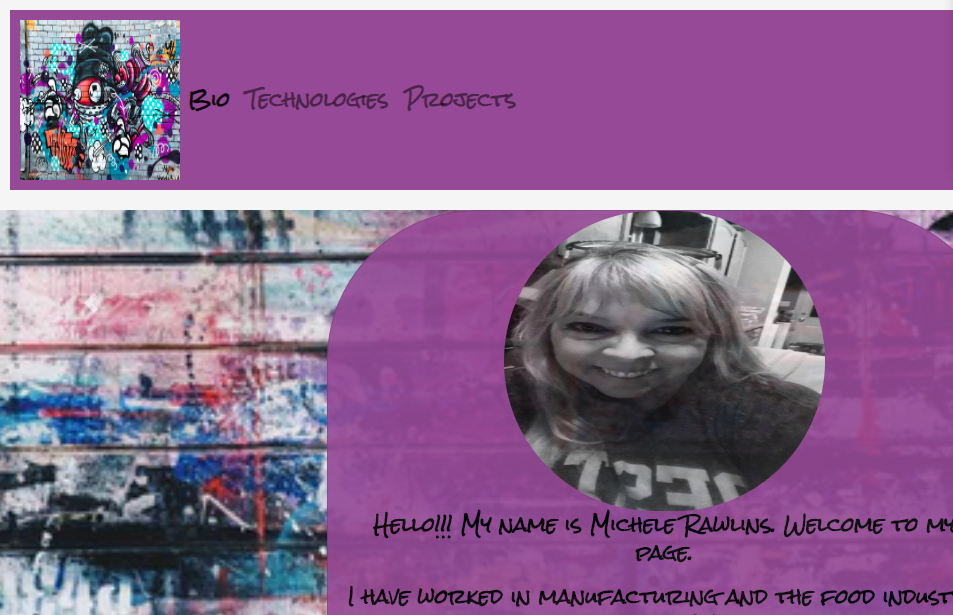 Bio Technologies Projects
Hello!!! My name is Michele Rawlins. Welcome to my
page.
I have worked in manufacturing and the food